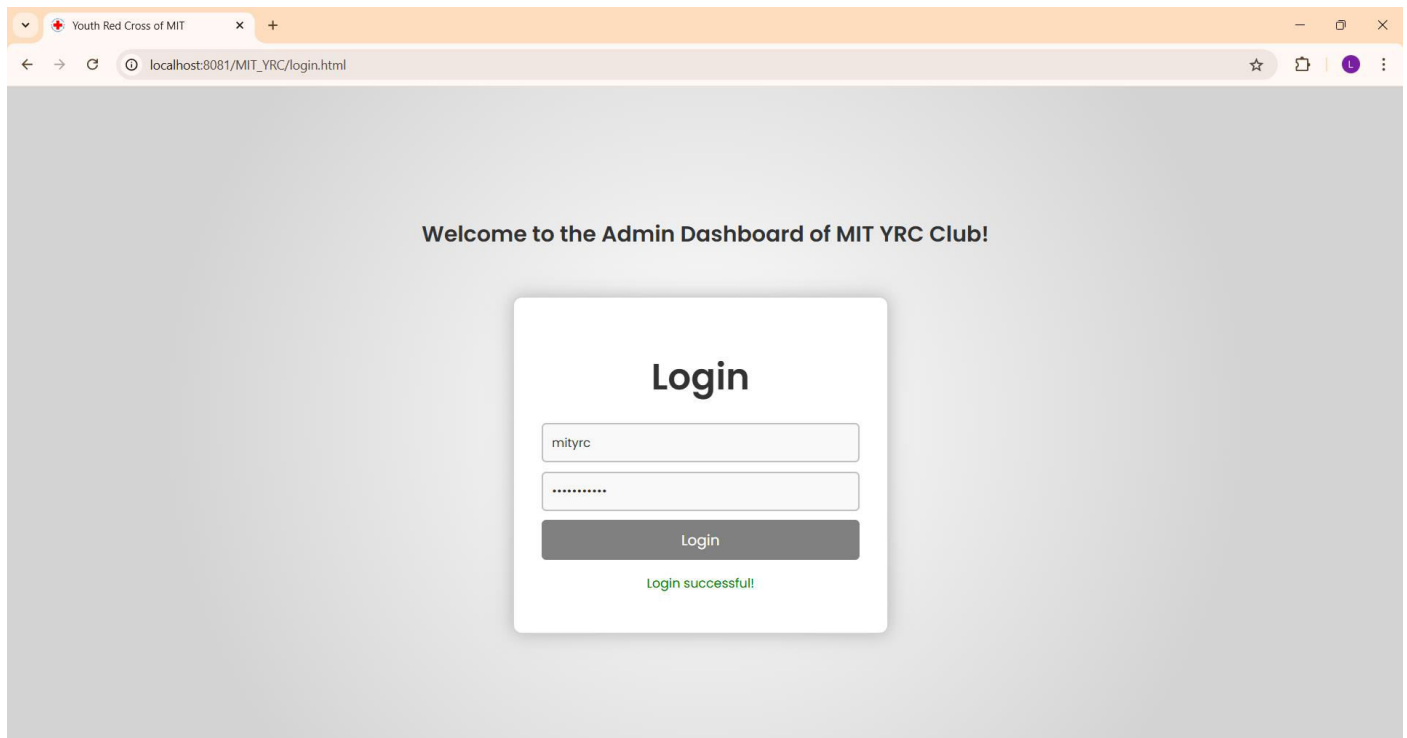 Youth Red Cross of MIT
localhost:8081/MIT_YRC/login.html
L
Welcome to the Admin Dashboard of MIT YRC Club!
Login
mityrc
•••••••••••
Login
Login successful!